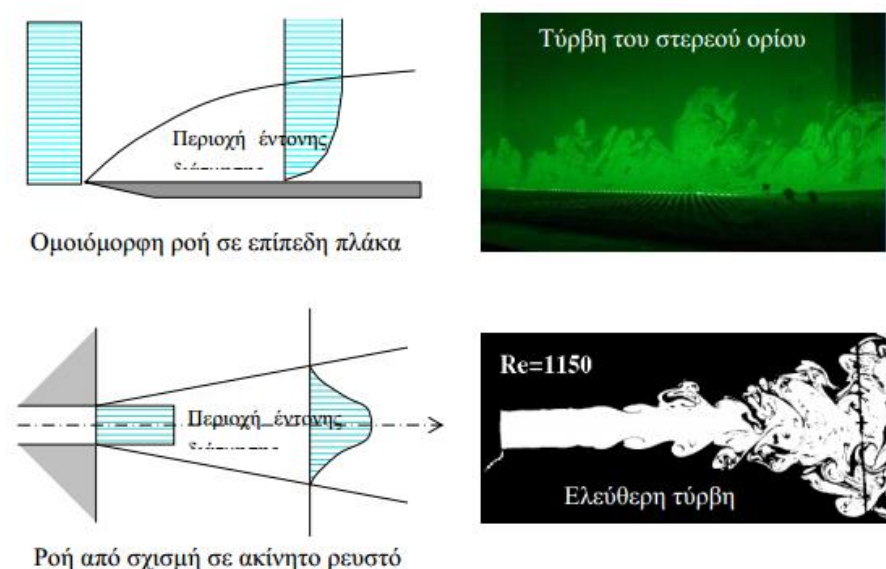 Περιοχή έντονης
Τύρβη του στερεού ορίου
Ομοιόμορφη ροή σε επίπεδη πλάκα
Περιοχή έντονης
Re=1150
Ελεύθερη τύρβη
Ροή από σχισμή σε ακίνητο ρευστό